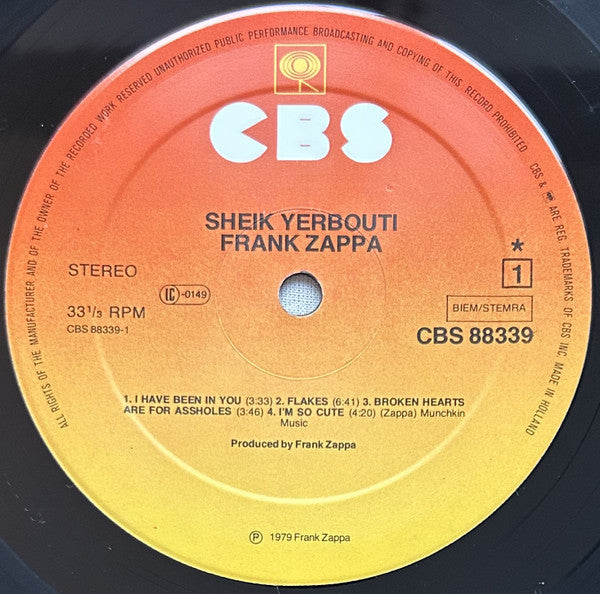 ALL RIGHTS OF THE MANUFACTURER AND OF THE OWNER OF THE RECORDED WORK RESERVED UNAUTHORIZED PUBLIC PERFORMANCE BROADCASTING AND COPYING OF THIS RECORD PROHIBITED CBS & ARE REG. TRADEMARKS OF CBS INC. MADE IN HOLLAND
CBS
SHEIK YERBOUTI
FRANK ZAPPA
STEREO
IC -0149
*
1
33 1/3 RPM
BIEM/STEMRA
CBS 88339-1
CBS 88339
1. I HAVE BEEN IN YOU (3:33) 2. FLAKES (6:41) 3. BROKEN HEARTS
ARE FOR ASSHOLES (3:46) 4. I'M SO CUTE (4:20) (Zappa) Munchkin
Music
Produced by Frank Zappa
℗ 1979 Frank Zappa